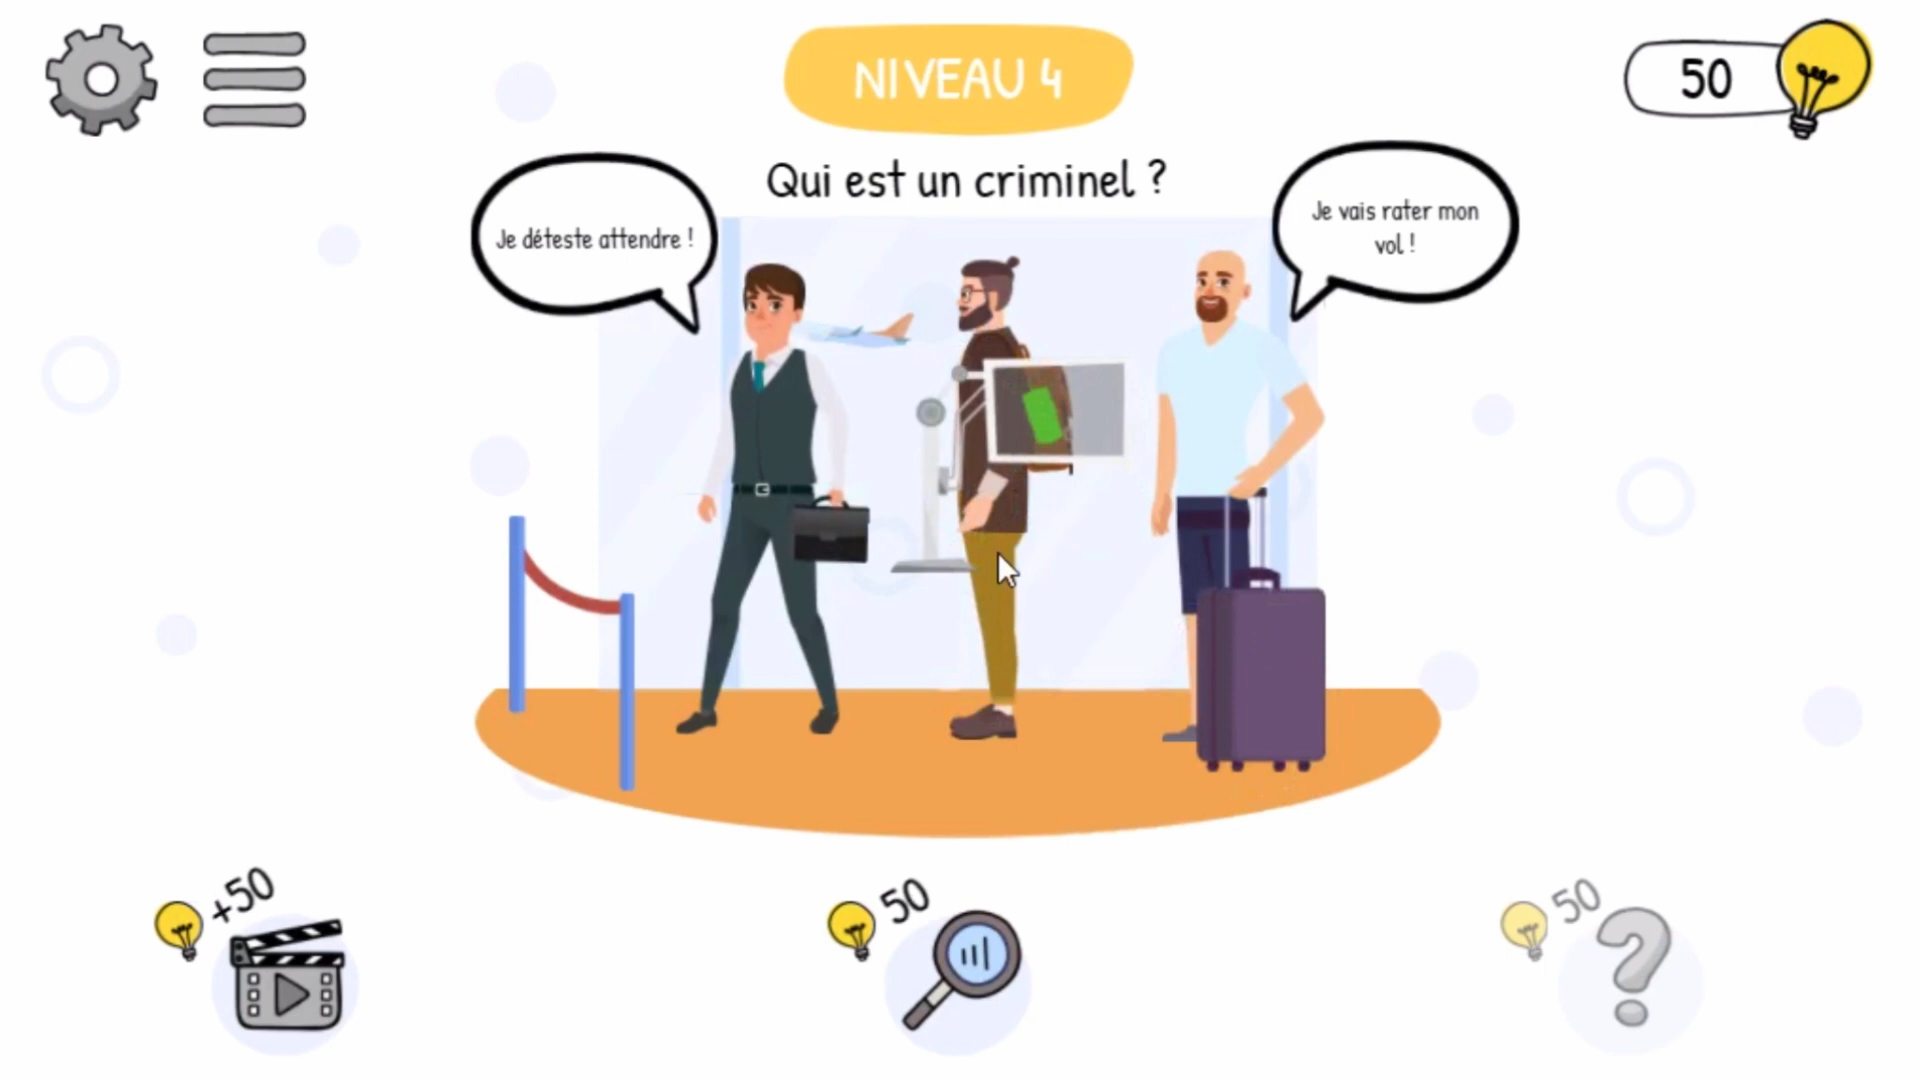 NIVEAU 4
50
Qui est un criminel ?
Je déteste attendre !
Je vais rater mon
vol !
+50
50
50